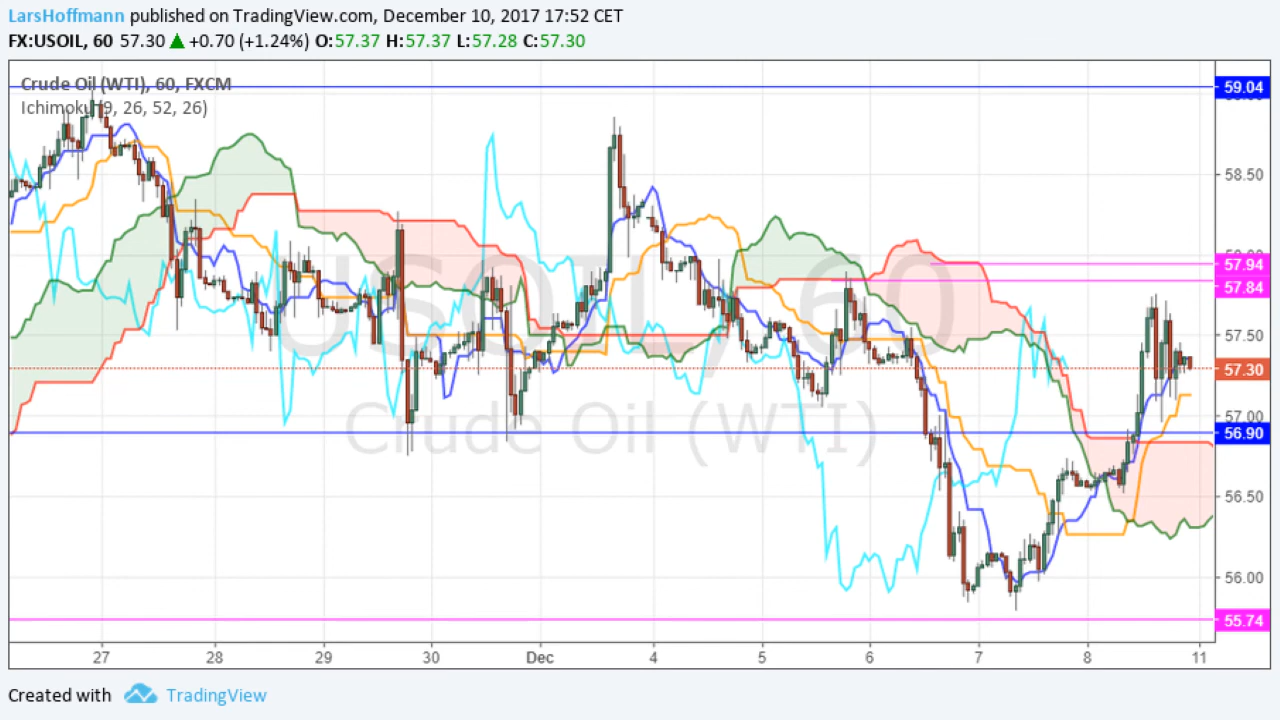 LarsHoffmann published on TradingView.com, December 10, 2017 17:52 CET
FX:USOIL, 60 57.30 ▲ +0.70 (+1.24%) O:57.37 H:57.37 L:57.28 C:57.30
Crude Oil (WTI), 60, FXCM
Ichimoku (9, 26, 52, 26)
USOIL, 60
Crude Oil (WTI)
59.04
58.50
57.94
57.84
57.50
57.30
57.00
56.90
56.50
56.00
55.74
27 28 29 30 Dec 4 5 6 7 8 11
Created with TradingView